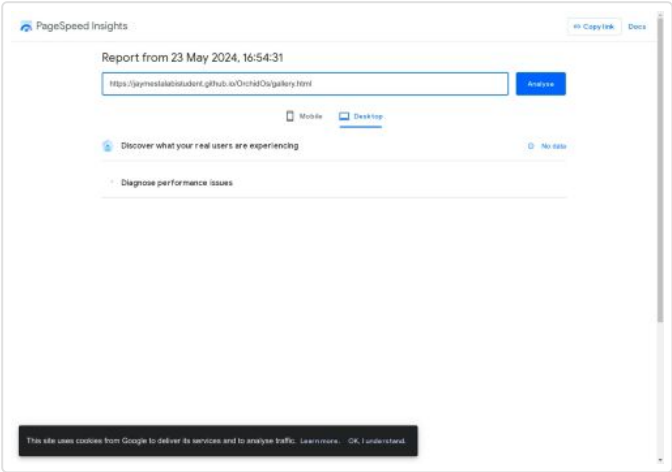 PageSpeed Insights
Copy link
Docs
Report from 23 May 2024, 16:54:31
https://jaymestalabistudent.github.io/OrchidOs/gallery.html
Analyse
Mobile
Desktop
Discover what your real users are experiencing
No data
Diagnose performance issues
This site uses cookies from Google to deliver its services and to analyse traffic. Learn more. OK, I understand.